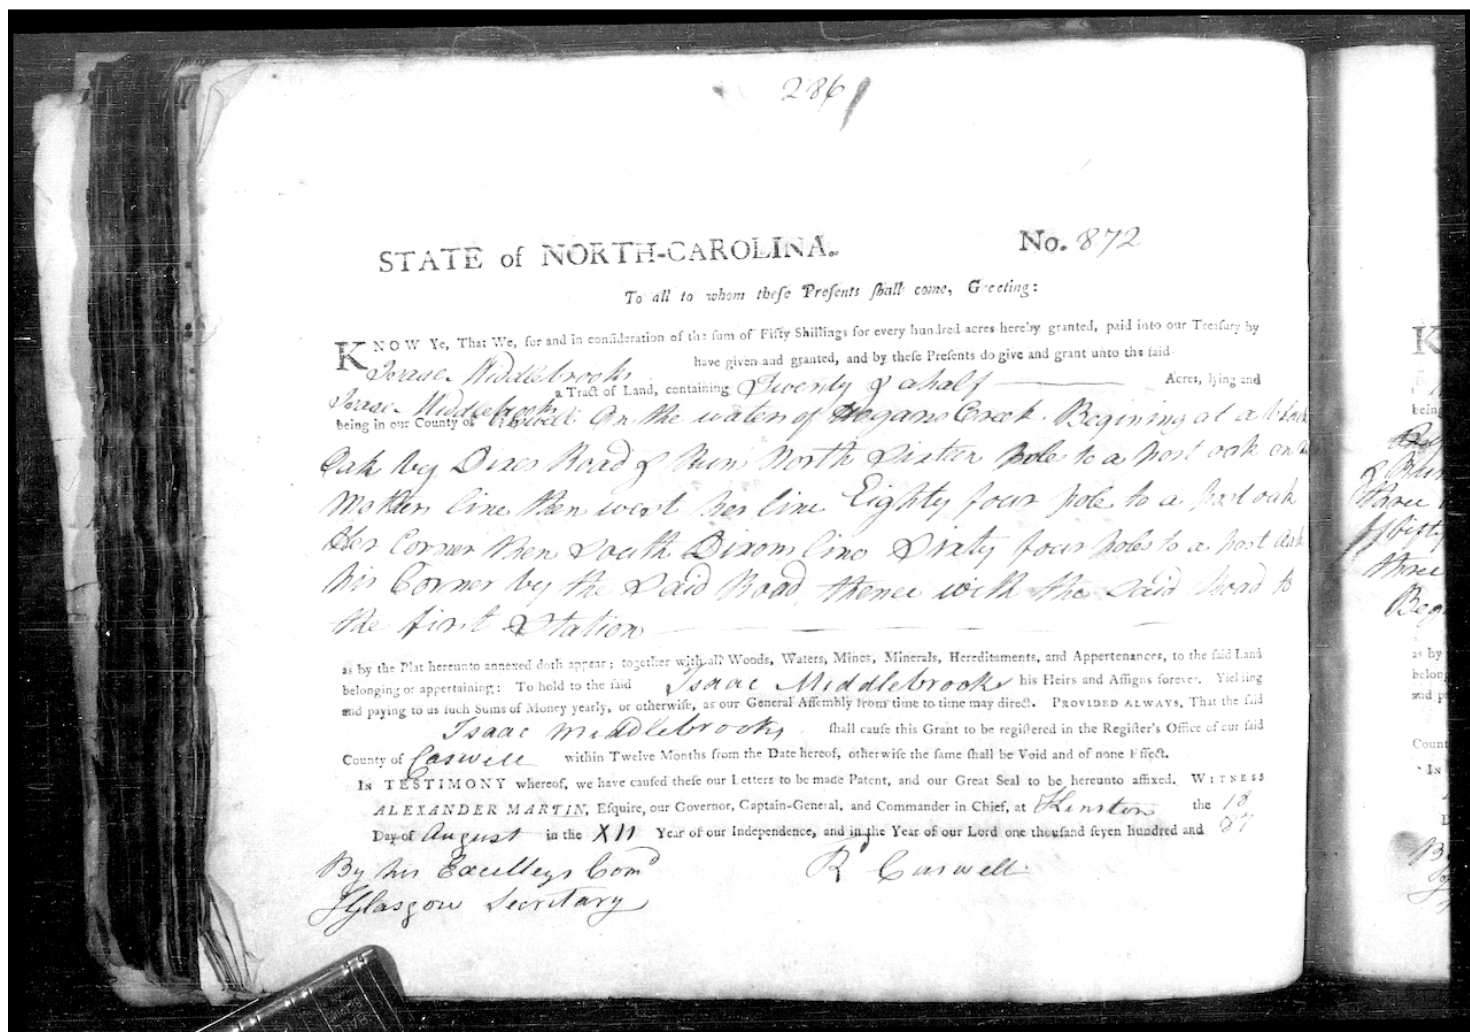 286
STATE of NORTH-CAROLINA. No. 872
To all to whom theſe Preſents ſhall come, Greeting:
KNOW Ye, That We, for and in conſideration of the ſum of Fifty Shillings for every hundred acres hereby granted, paid into our Treaſury by
Isaac Middlebrooks have given and granted, and by theſe Preſents do give and grant unto the ſaid
Isaac Middlebrooks a Tract of Land, containing Twenty & a half Acres, lying and
being in our County of Caswell On the waters of Hogans Creek Begining at a black
Oak by Dixes Road & Runs North Sixteen pole to a post oak on
Mothers line then west her line Eighty four pole to a post oak
Her Corner then South Dixons line Sixty four poles to a post oak
his Corner by the Said Road thence with the said Road to
the first Station
as by the Plat hereunto annexed doth appear; together with all Woods, Waters, Mines, Minerals, Hereditaments, and Appertenances, to the ſaid Land
belonging or appertaining: To hold to the ſaid Isaac Middlebrooks his Heirs and Aſſigns forever. Yielding
and paying to us ſuch Sums of Money yearly, or otherwiſe, as our General Aſſembly from time to time may direct. PROVIDED ALWAYS, That the ſaid
Isaac Middlebrooks ſhall cauſe this Grant to be regiſtered in the Regiſter's Office of our ſaid
County of Caswell within Twelve Months from the Date hereof, otherwiſe the ſame ſhall be Void and of none Effect.
IN TESTIMONY whereof, we have cauſed theſe our Letters to be made Patent, and our Great Seal to be hereunto affixed. WITNESS
ALEXANDER MARTIN, Eſquire, our Governor, Captain-General, and Commander in Chief, at Kinston the 18
Day of August in the XII Year of our Independence, and in the Year of our Lord one thouſand ſeven hundred and 87
By his Excelleys Comd Rd Caswell
J Glasgow Secretary